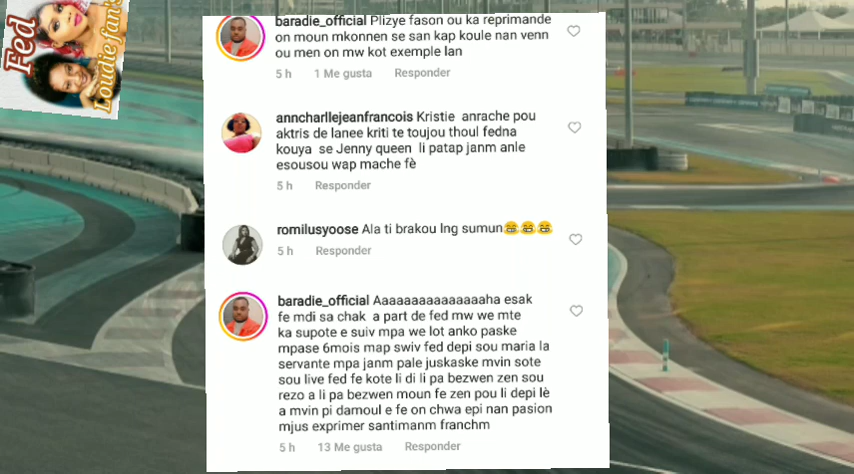 Fed
Loudie fan's
baradie_official Plizye fason ou ka reprimande
on moun mkonnen se san kap koule nan venn
ou men on mw kot exemple lan
5 h 1 Me gusta Responder
anncharllejeanfrancois Kristie anrache pou
aktris de lanee kriti te toujou thoul fedna
kouya se Jenny queen li patap janm anle
esousou wap mache fè
5 h Responder
romilusyoose Ala ti brakou lng sumun😂😂😂
5 h Responder
baradie_official Aaaaaaaaaaaaaaaha esak
fe mdi sa chak a part de fed mw we mte
ka supote e suiv mpa we lot anko paske
mpase 6mois map swiv fed depi sou maria la
servante mpa janm pale juskaske mvin sote
sou live fed fe kote li di li pa bezwen zen sou
rezo a li pa bezwen moun fe zen pou li depi lè
a mvin pi damoul e fe on chwa epi nan pasion
mjus exprimer santimanm franchm
5 h 13 Me gusta Responder